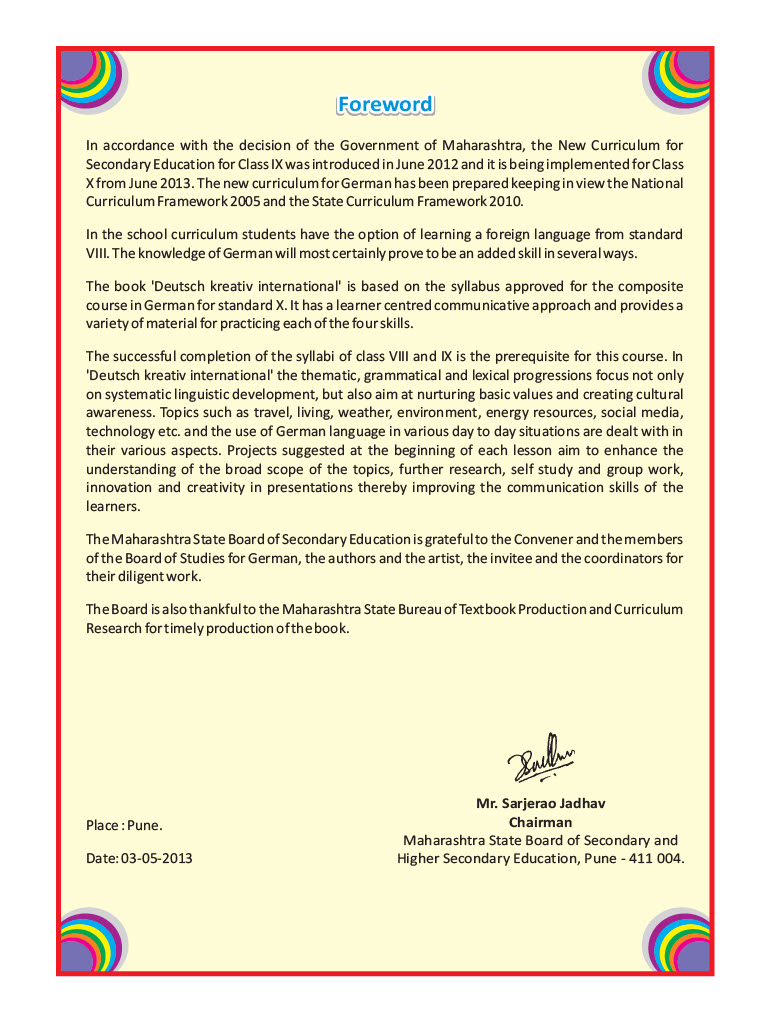 Foreword
In accordance with the decision of the Government of Maharashtra, the New Curriculum for
Secondary Education for Class IX was introduced in June 2012 and it is being implemented for Class
X from June 2013. The new curriculum for German has been prepared keeping in view the National
Curriculum Framework 2005 and the State Curriculum Framework 2010.
In the school curriculum students have the option of learning a foreign language from standard
VIII. The knowledge of German will most certainly prove to be an added skill in several ways.
The book 'Deutsch kreativ international' is based on the syllabus approved for the composite
course in German for standard X. It has a learner centred communicative approach and provides a
variety of material for practicing each of the four skills.
The successful completion of the syllabi of class VIII and IX is the prerequisite for this course. In
'Deutsch kreativ international' the thematic, grammatical and lexical progressions focus not only
on systematic linguistic development, but also aim at nurturing basic values and creating cultural
awareness. Topics such as travel, living, weather, environment, energy resources, social media,
technology etc. and the use of German language in various day to day situations are dealt with in
their various aspects. Projects suggested at the beginning of each lesson aim to enhance the
understanding of the broad scope of the topics, further research, self study and group work,
innovation and creativity in presentations thereby improving the communication skills of the
learners.
The Maharashtra State Board of Secondary Education is grateful to the Convener and the members
of the Board of Studies for German, the authors and the artist, the invitee and the coordinators for
their diligent work.
The Board is also thankful to the Maharashtra State Bureau of Textbook Production and Curriculum
Research for timely production of the book.
Mr. Sarjerao Jadhav
Chairman
Maharashtra State Board of Secondary and
Higher Secondary Education, Pune - 411 004.
Place : Pune.
Date: 03-05-2013